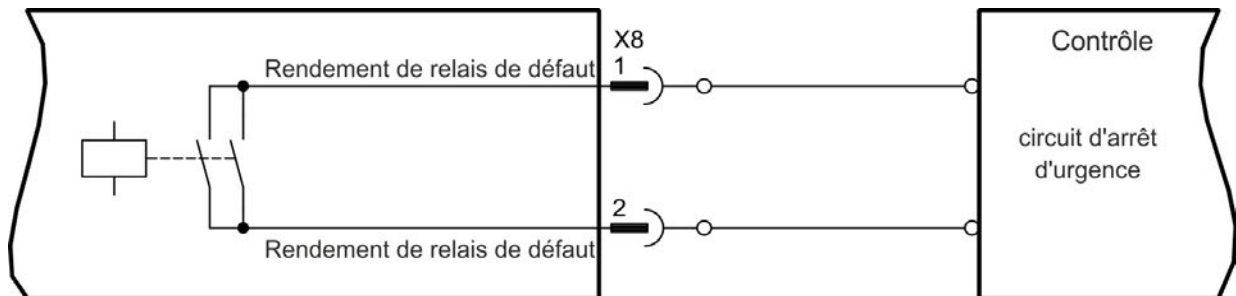 X8
Contrôle
Rendement de relais de défaut
1
circuit d'arrêt
d'urgence
2
Rendement de relais de défaut